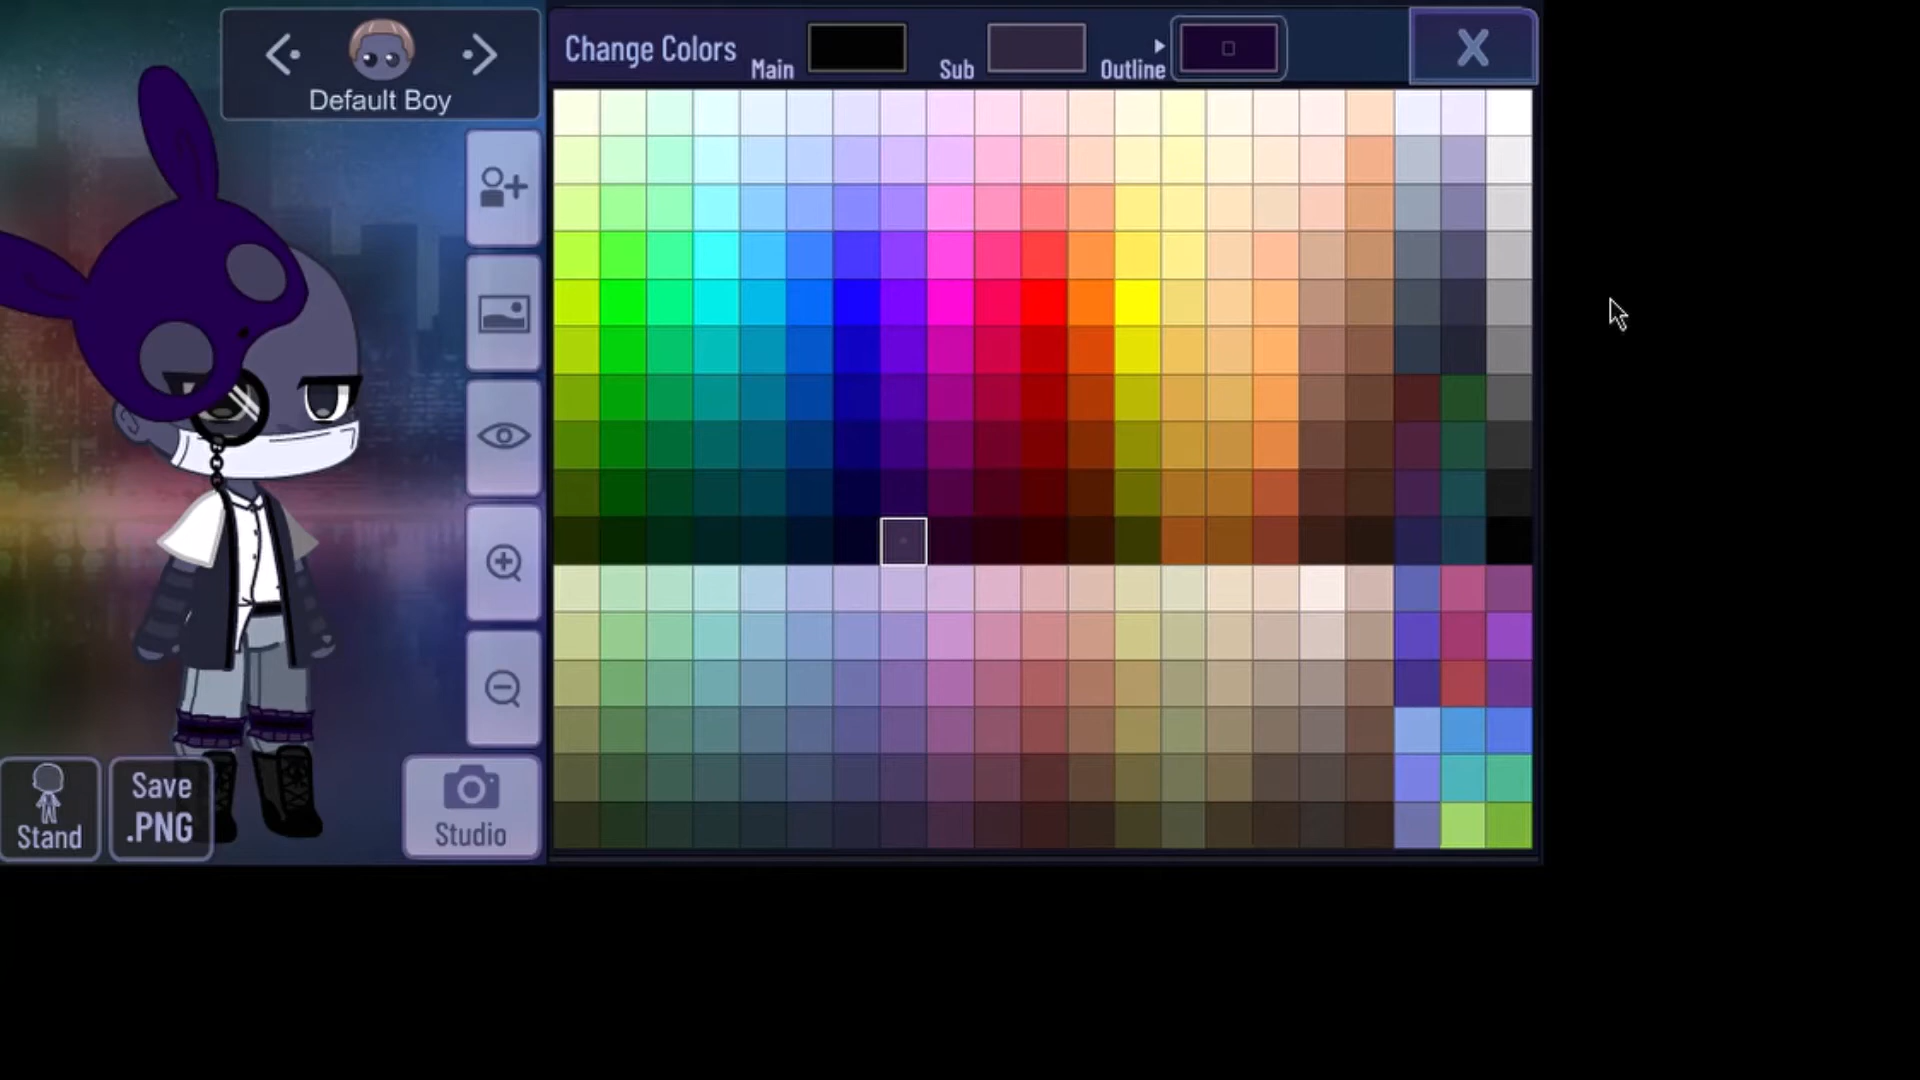 Default Boy
Change Colors
Main
Sub
Outline
X
Stand
Save
.PNG
Studio